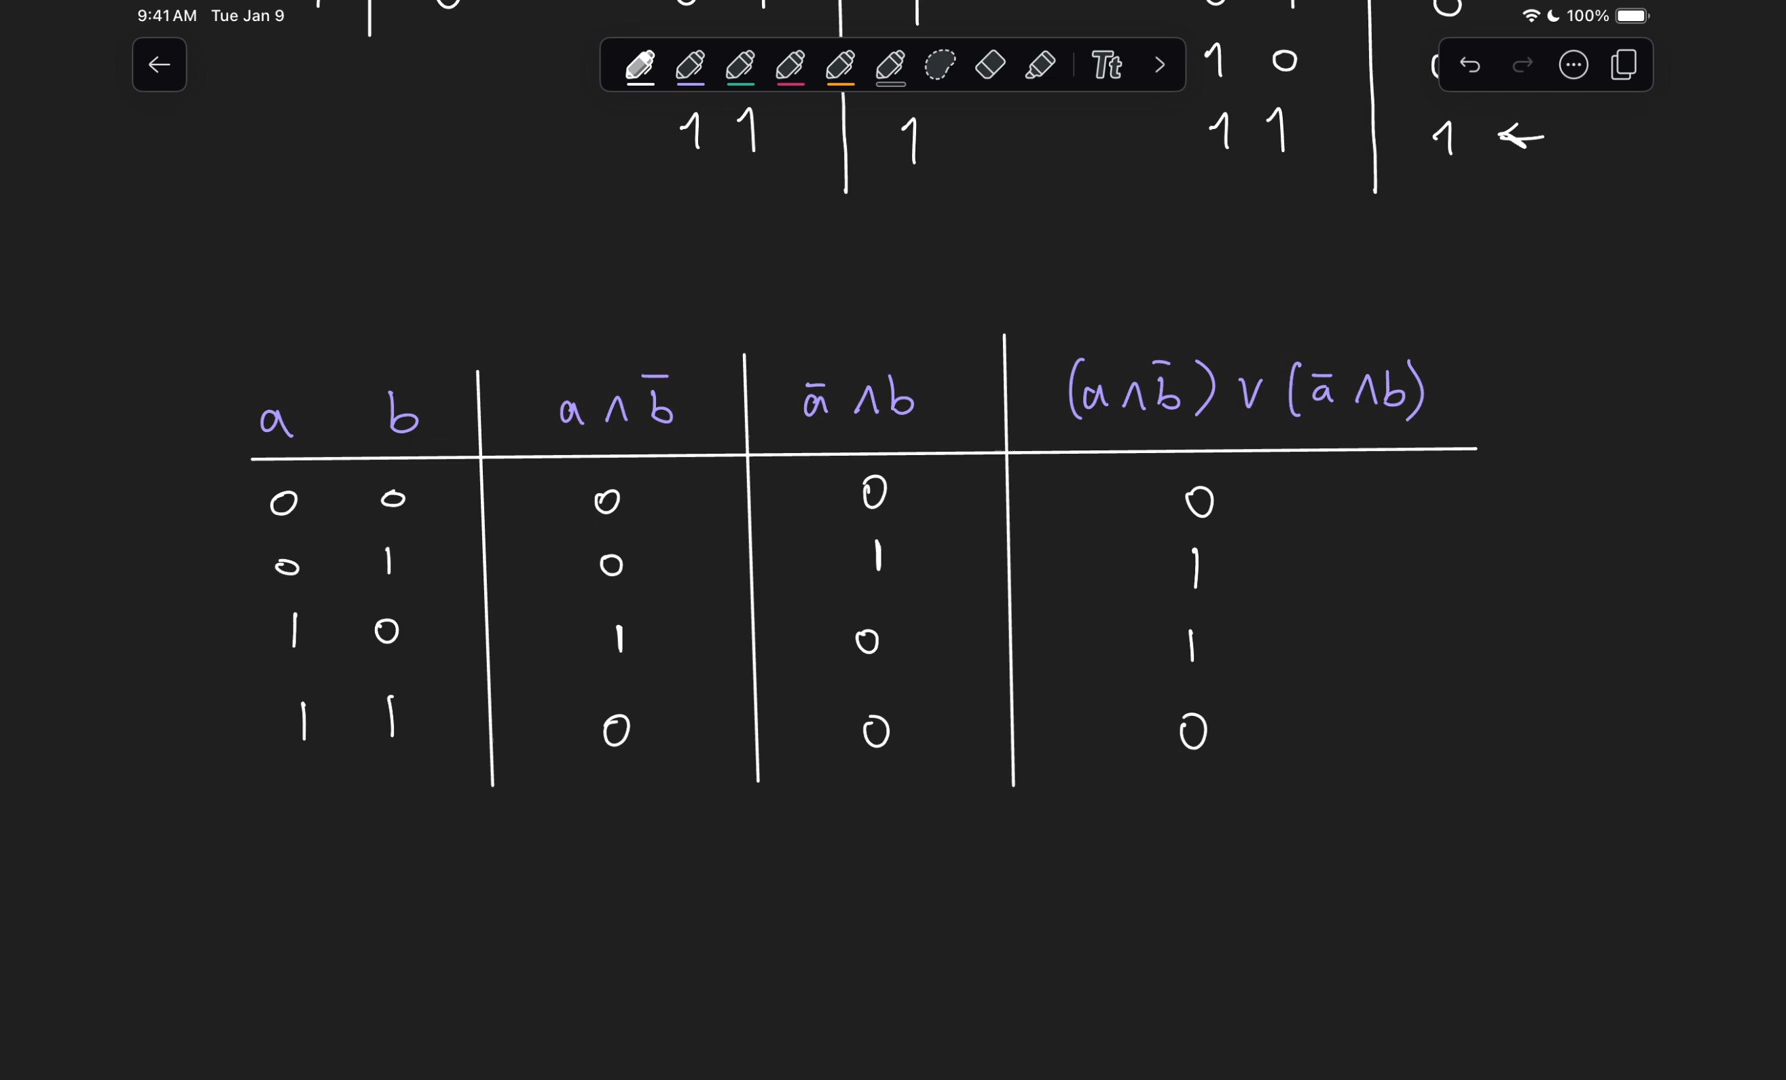 9:41 AM Tue Jan 9 100%
Tt
1 0
1 1 1 1 1 1 ←
a b a ∧ b̄ ā ∧ b (a ∧ b̄) ∨ (ā ∧ b)
0 0 0 0 0
0 1 0 1 1
1 0 1 0 1
1 1 0 0 0